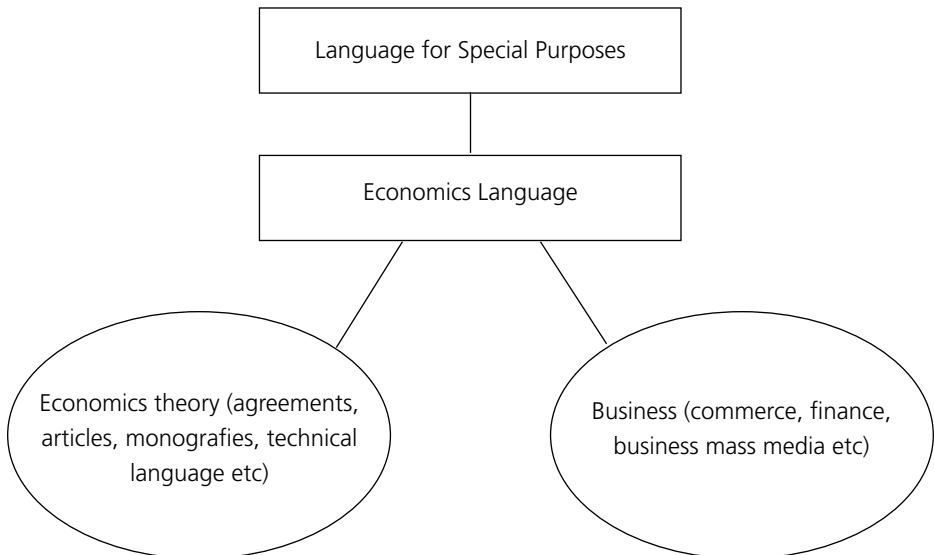 Language for Special Purposes
Economics Language
Economics theory (agreements,
articles, monografies, technical
language etc)
Business (commerce, finance,
business mass media etc)